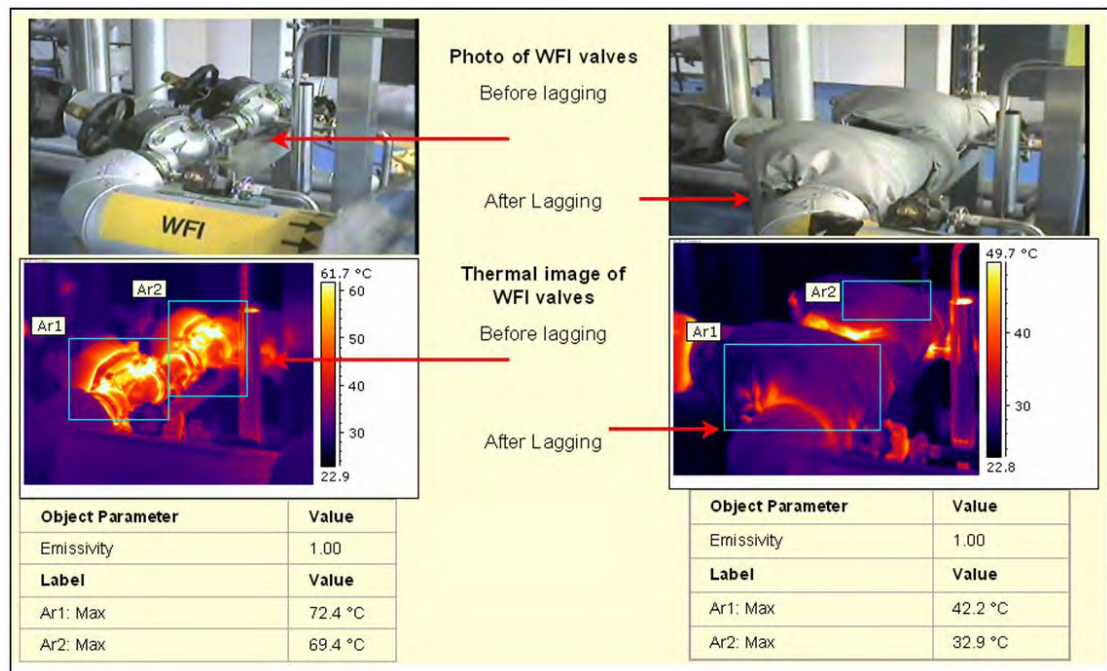 Photo of WFI valves
Before lagging
After Lagging
WFI
Thermal image of
WFI valves
Before lagging
After Lagging
61.7 °C
60
50
40
30
22.9
Ar2
Ar1
49.7 °C
40
30
22.8
Ar2
Ar1
Object Parameter Value
Emissivity 1.00
Label Value
Ar1: Max 72.4 °C
Ar2: Max 69.4 °C
Object Parameter Value
Emissivity 1.00
Label Value
Ar1: Max 42.2 °C
Ar2: Max 32.9 °C